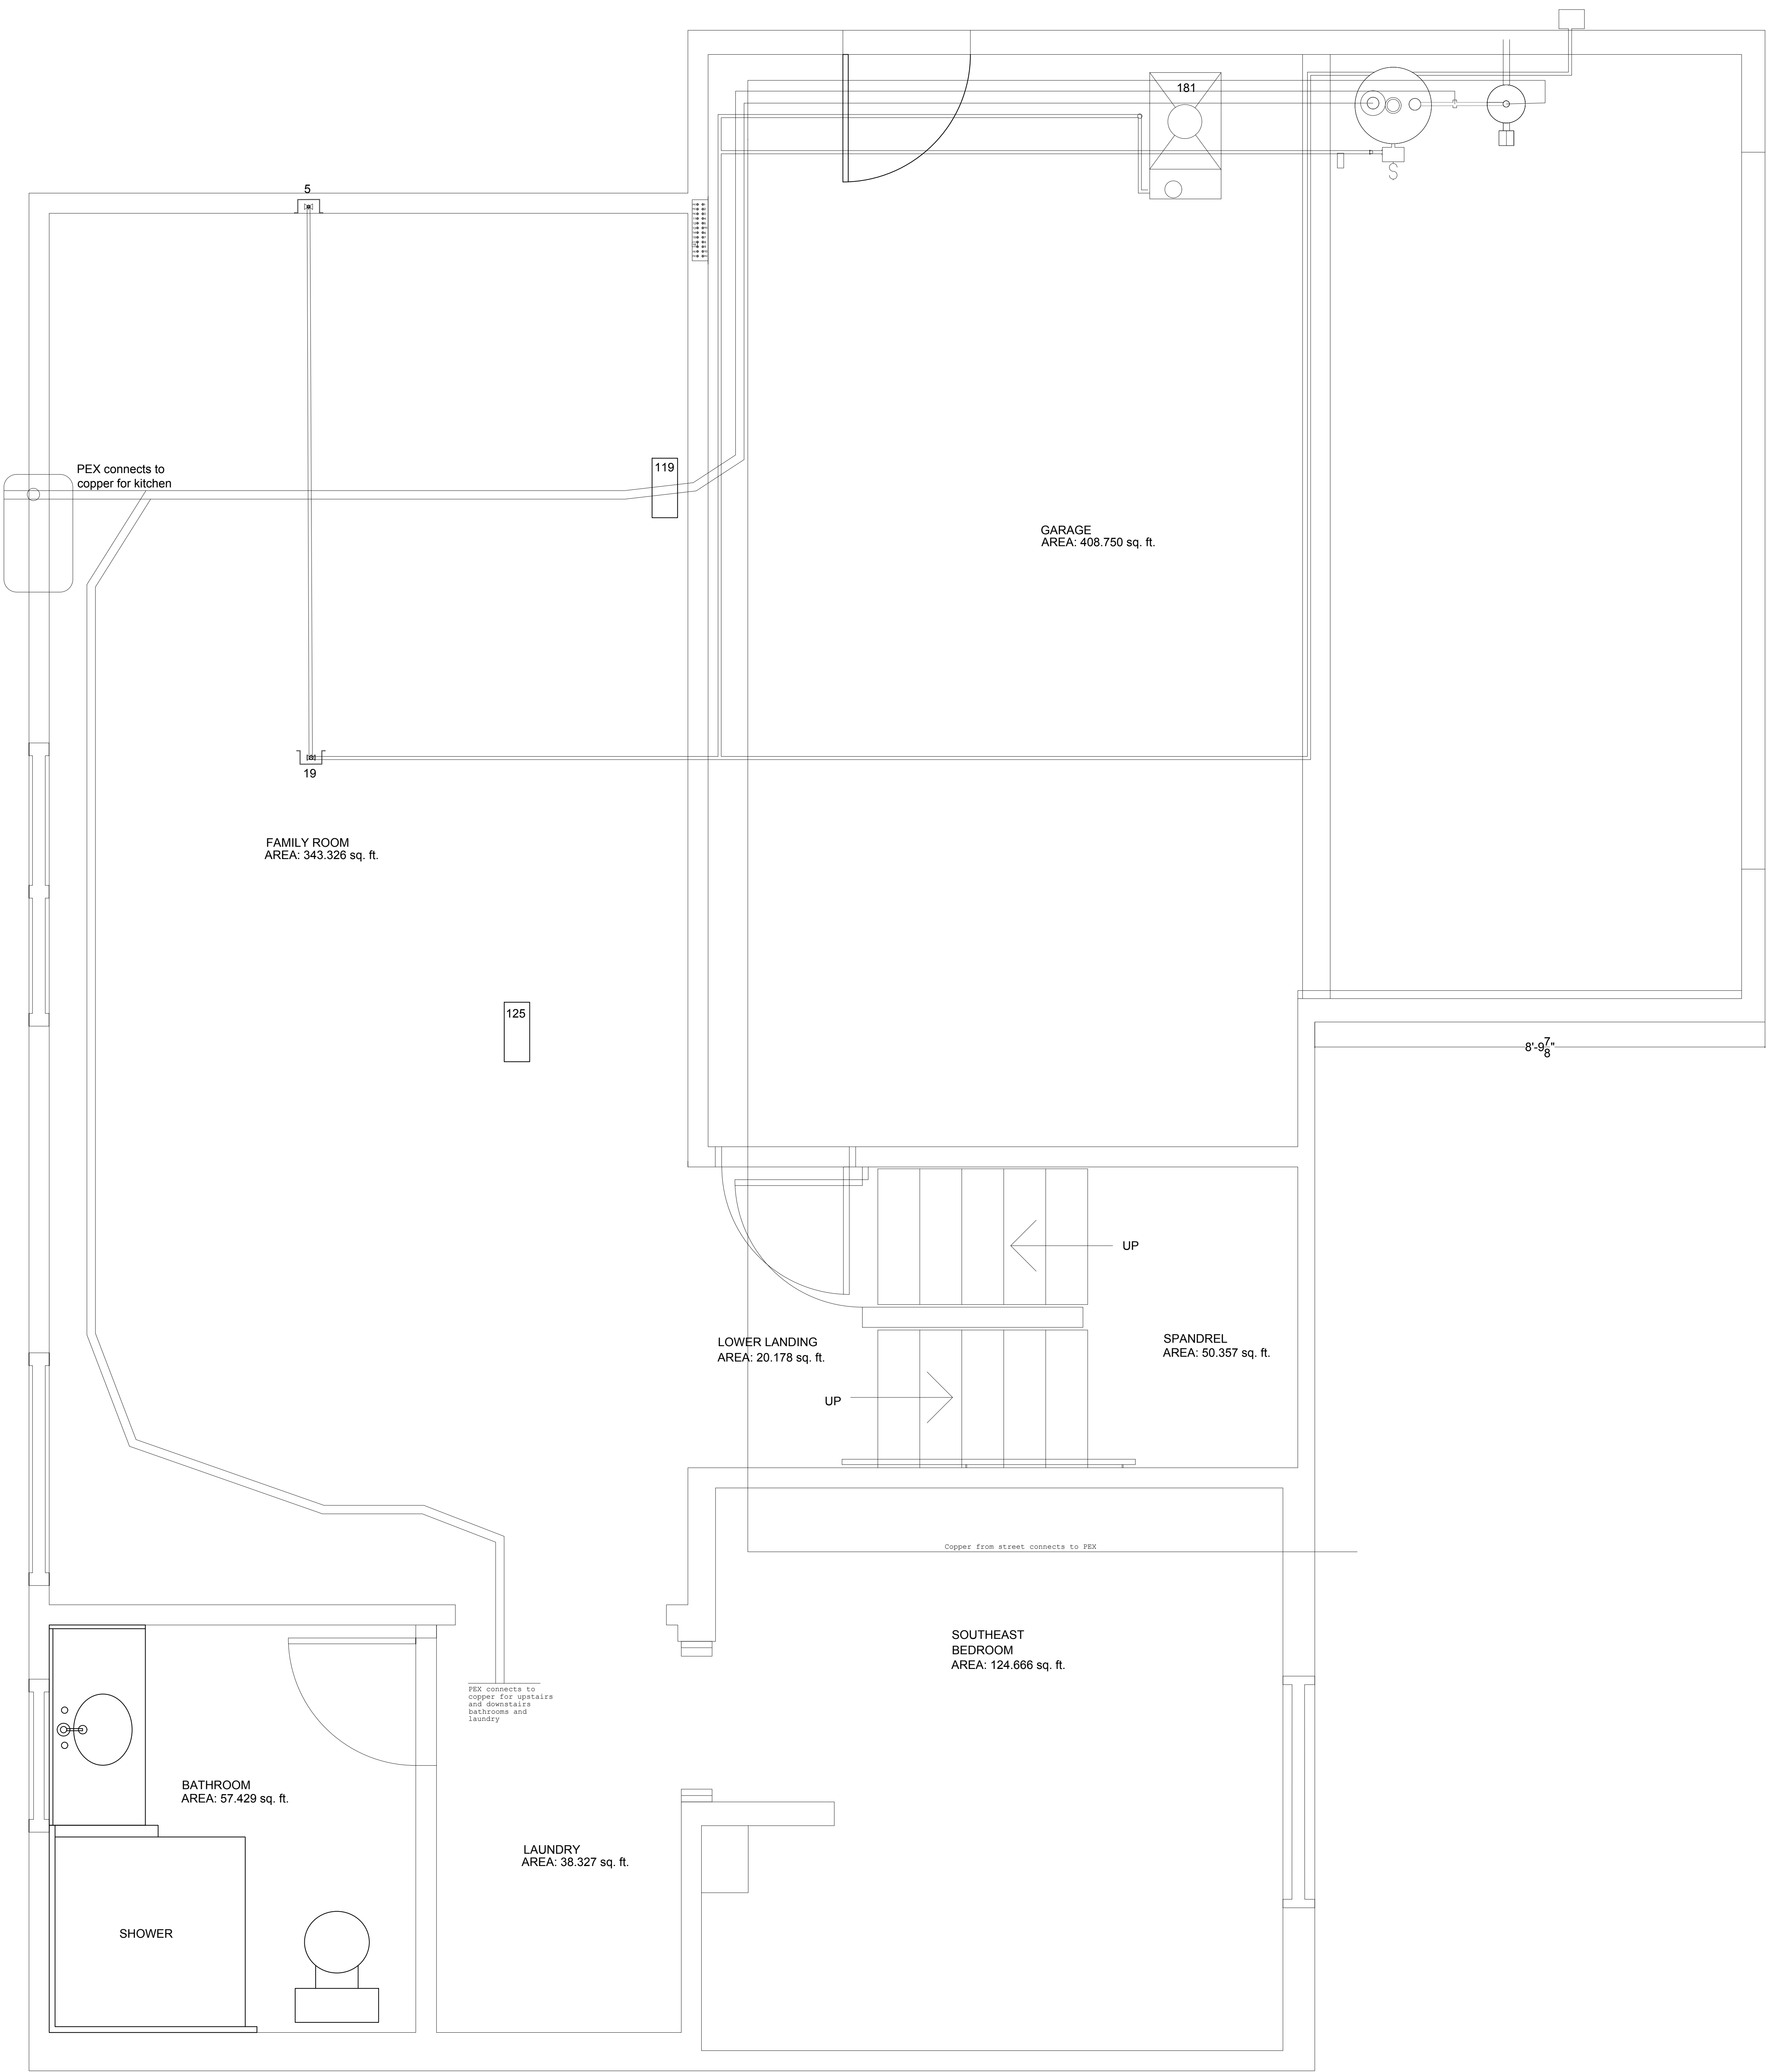 181
5
119
PEX connects to
copper for kitchen
GARAGE
AREA: 408.750 sq. ft.
19
FAMILY ROOM
AREA: 343.326 sq. ft.
125
8'-9 7/8"
UP
LOWER LANDING
AREA: 20.178 sq. ft.
SPANDREL
AREA: 50.357 sq. ft.
UP
Copper from street connects to PEX
SOUTHEAST
BEDROOM
AREA: 124.666 sq. ft.
PEX connects to
copper for upstairs
and downstairs
bathrooms and
laundry
BATHROOM
AREA: 57.429 sq. ft.
LAUNDRY
AREA: 38.327 sq. ft.
SHOWER